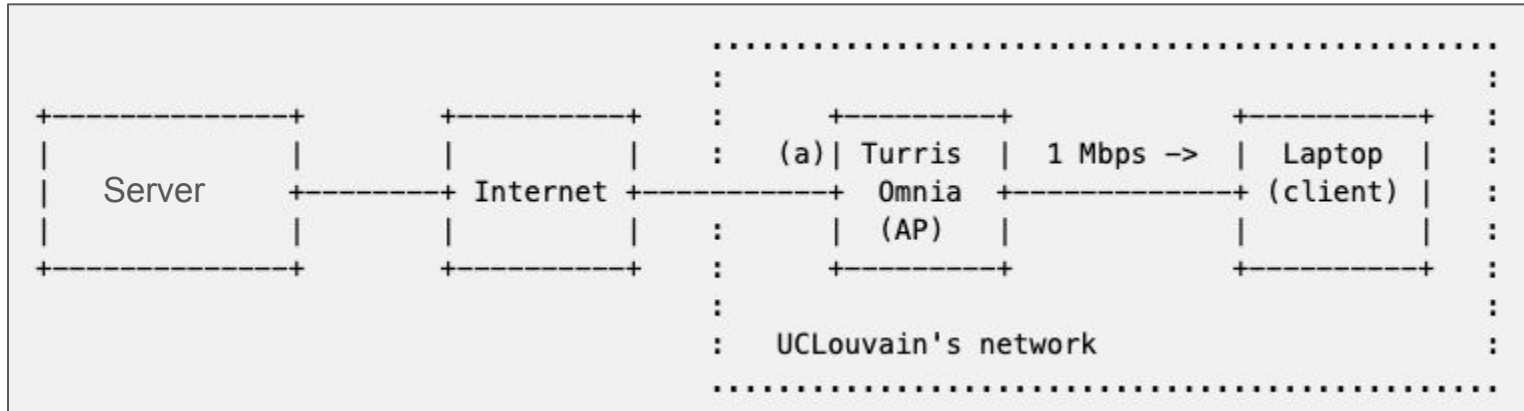 Server
Internet
(a)
Turris
Omnia
(AP)
1 Mbps ->
Laptop
(client)
UCLouvain's network